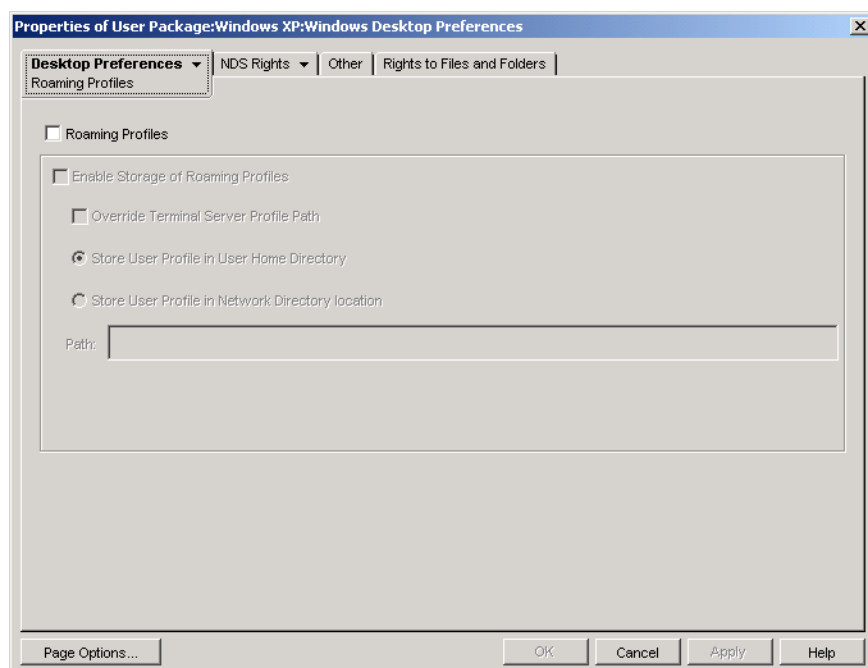 Properties of User Package:Windows XP:Windows Desktop Preferences
Desktop Preferences NDS Rights Other Rights to Files and Folders
Roaming Profiles
Roaming Profiles
Enable Storage of Roaming Profiles
Override Terminal Server Profile Path
Store User Profile in User Home Directory
Store User Profile in Network Directory location
Path:
Page Options... OK Cancel Apply Help